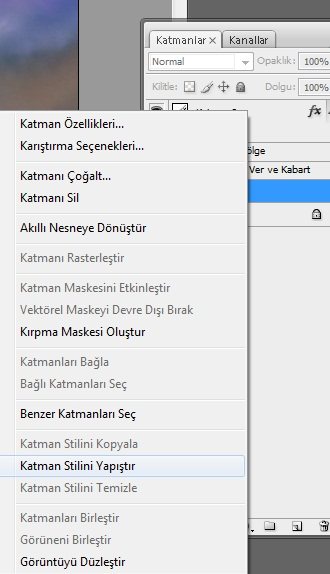 Katmanlar × Kanallar
Normal Opaklık: 100%
Kilitle: Dolgu: 100%
fx
Katman Özellikleri...
Karıştırma Seçenekleri...
ölge
Ver ve Kabart
Katmanı Çoğalt...
Katmanı Sil
Akıllı Nesneye Dönüştür
Katmanı Rasterleştir
Katman Maskesini Etkinleştir
Vektörel Maskeyi Devre Dışı Bırak
Kırpma Maskesi Oluştur
Katmanları Bağla
Bağlı Katmanları Seç
Benzer Katmanları Seç
Katman Stilini Kopyala
Katman Stilini Yapıştır
Katman Stilini Temizle
Katmanları Birleştir
Görüneni Birleştir
Görüntüyü Düzleştir